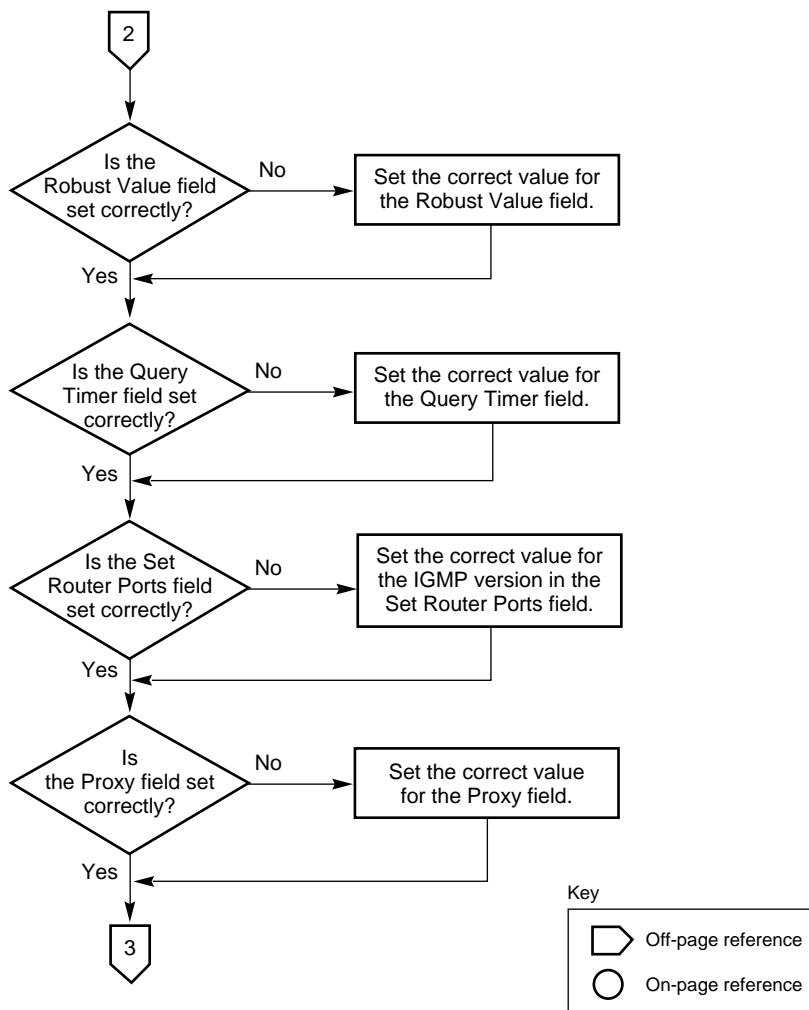 2
Is the
Robust Value field
set correctly?
No
Set the correct value for
the Robust Value field.
Yes
Is the Query
Timer field set
correctly?
No
Set the correct value for
the Query Timer field.
Yes
Is the Set
Router Ports field
set correctly?
No
Set the correct value for
the IGMP version in the
Set Router Ports field.
Yes
Is
the Proxy field set
correctly?
No
Set the correct value
for the Proxy field.
Yes
3
Key
Off-page reference
On-page reference